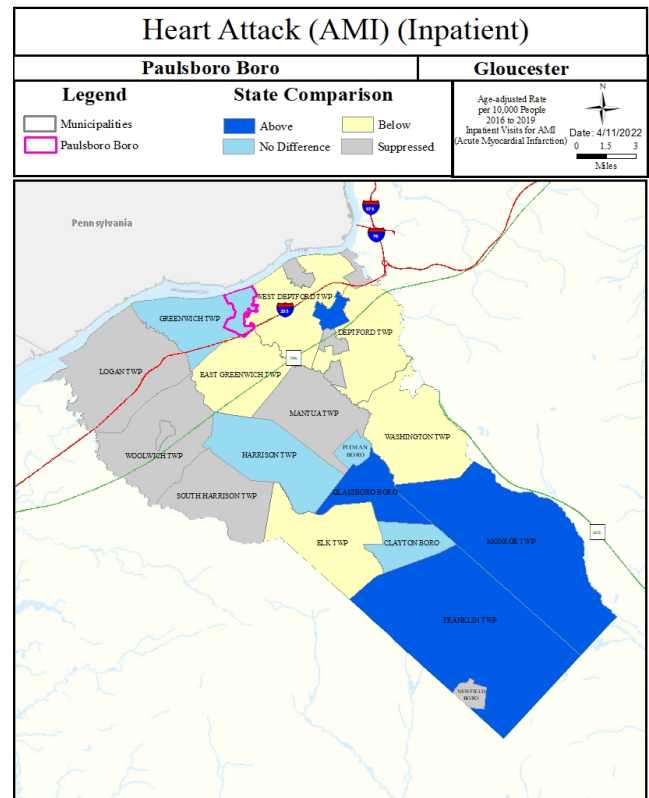 Heart Attack (AMI) (Inpatient)
Paulsboro Boro
Gloucester
Legend
Municipalities
Paulsboro Boro
State Comparison
Above
Below
No Difference
Suppressed
Age-adjusted Rate
per 10,000 People
2016 to 2019
Inpatient Visits for AMI
(Acute Myocardial Infarction)
N
Date: 4/11/2022
0 1.5 3
Miles
Pennsylvania
676
76
WEST DEPTFORD TWP
295
GREENWICH TWP
DEPTFORD TWP
LOGAN TWP
EAST GREENWICH TWP
MANTUA TWP
WASHINGTON TWP
PITMAN
BORO
WOOLWICH TWP
HARRISON TWP
SOUTH HARRISON TWP
GLASSBORO BORO
ELK TWP
CLAYTON BORO
MONROE TWP
FRANKLIN TWP
NEWFIELD
BORO